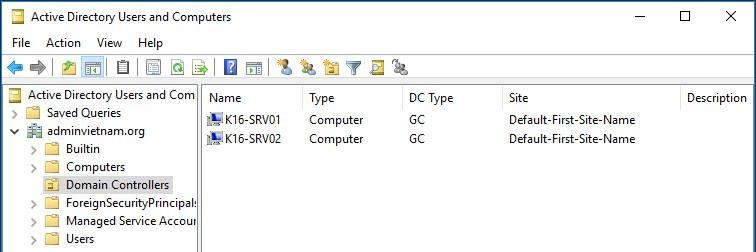 Active Directory Users and Computers
File Action View Help
Active Directory Users and Com
Saved Queries
adminvietnam.org
Builtin
Computers
Domain Controllers
ForeignSecurityPrincipals
Managed Service Accour
Users
Name Type DC Type Site Description
K16-SRV01 Computer GC Default-First-Site-Name
K16-SRV02 Computer GC Default-First-Site-Name